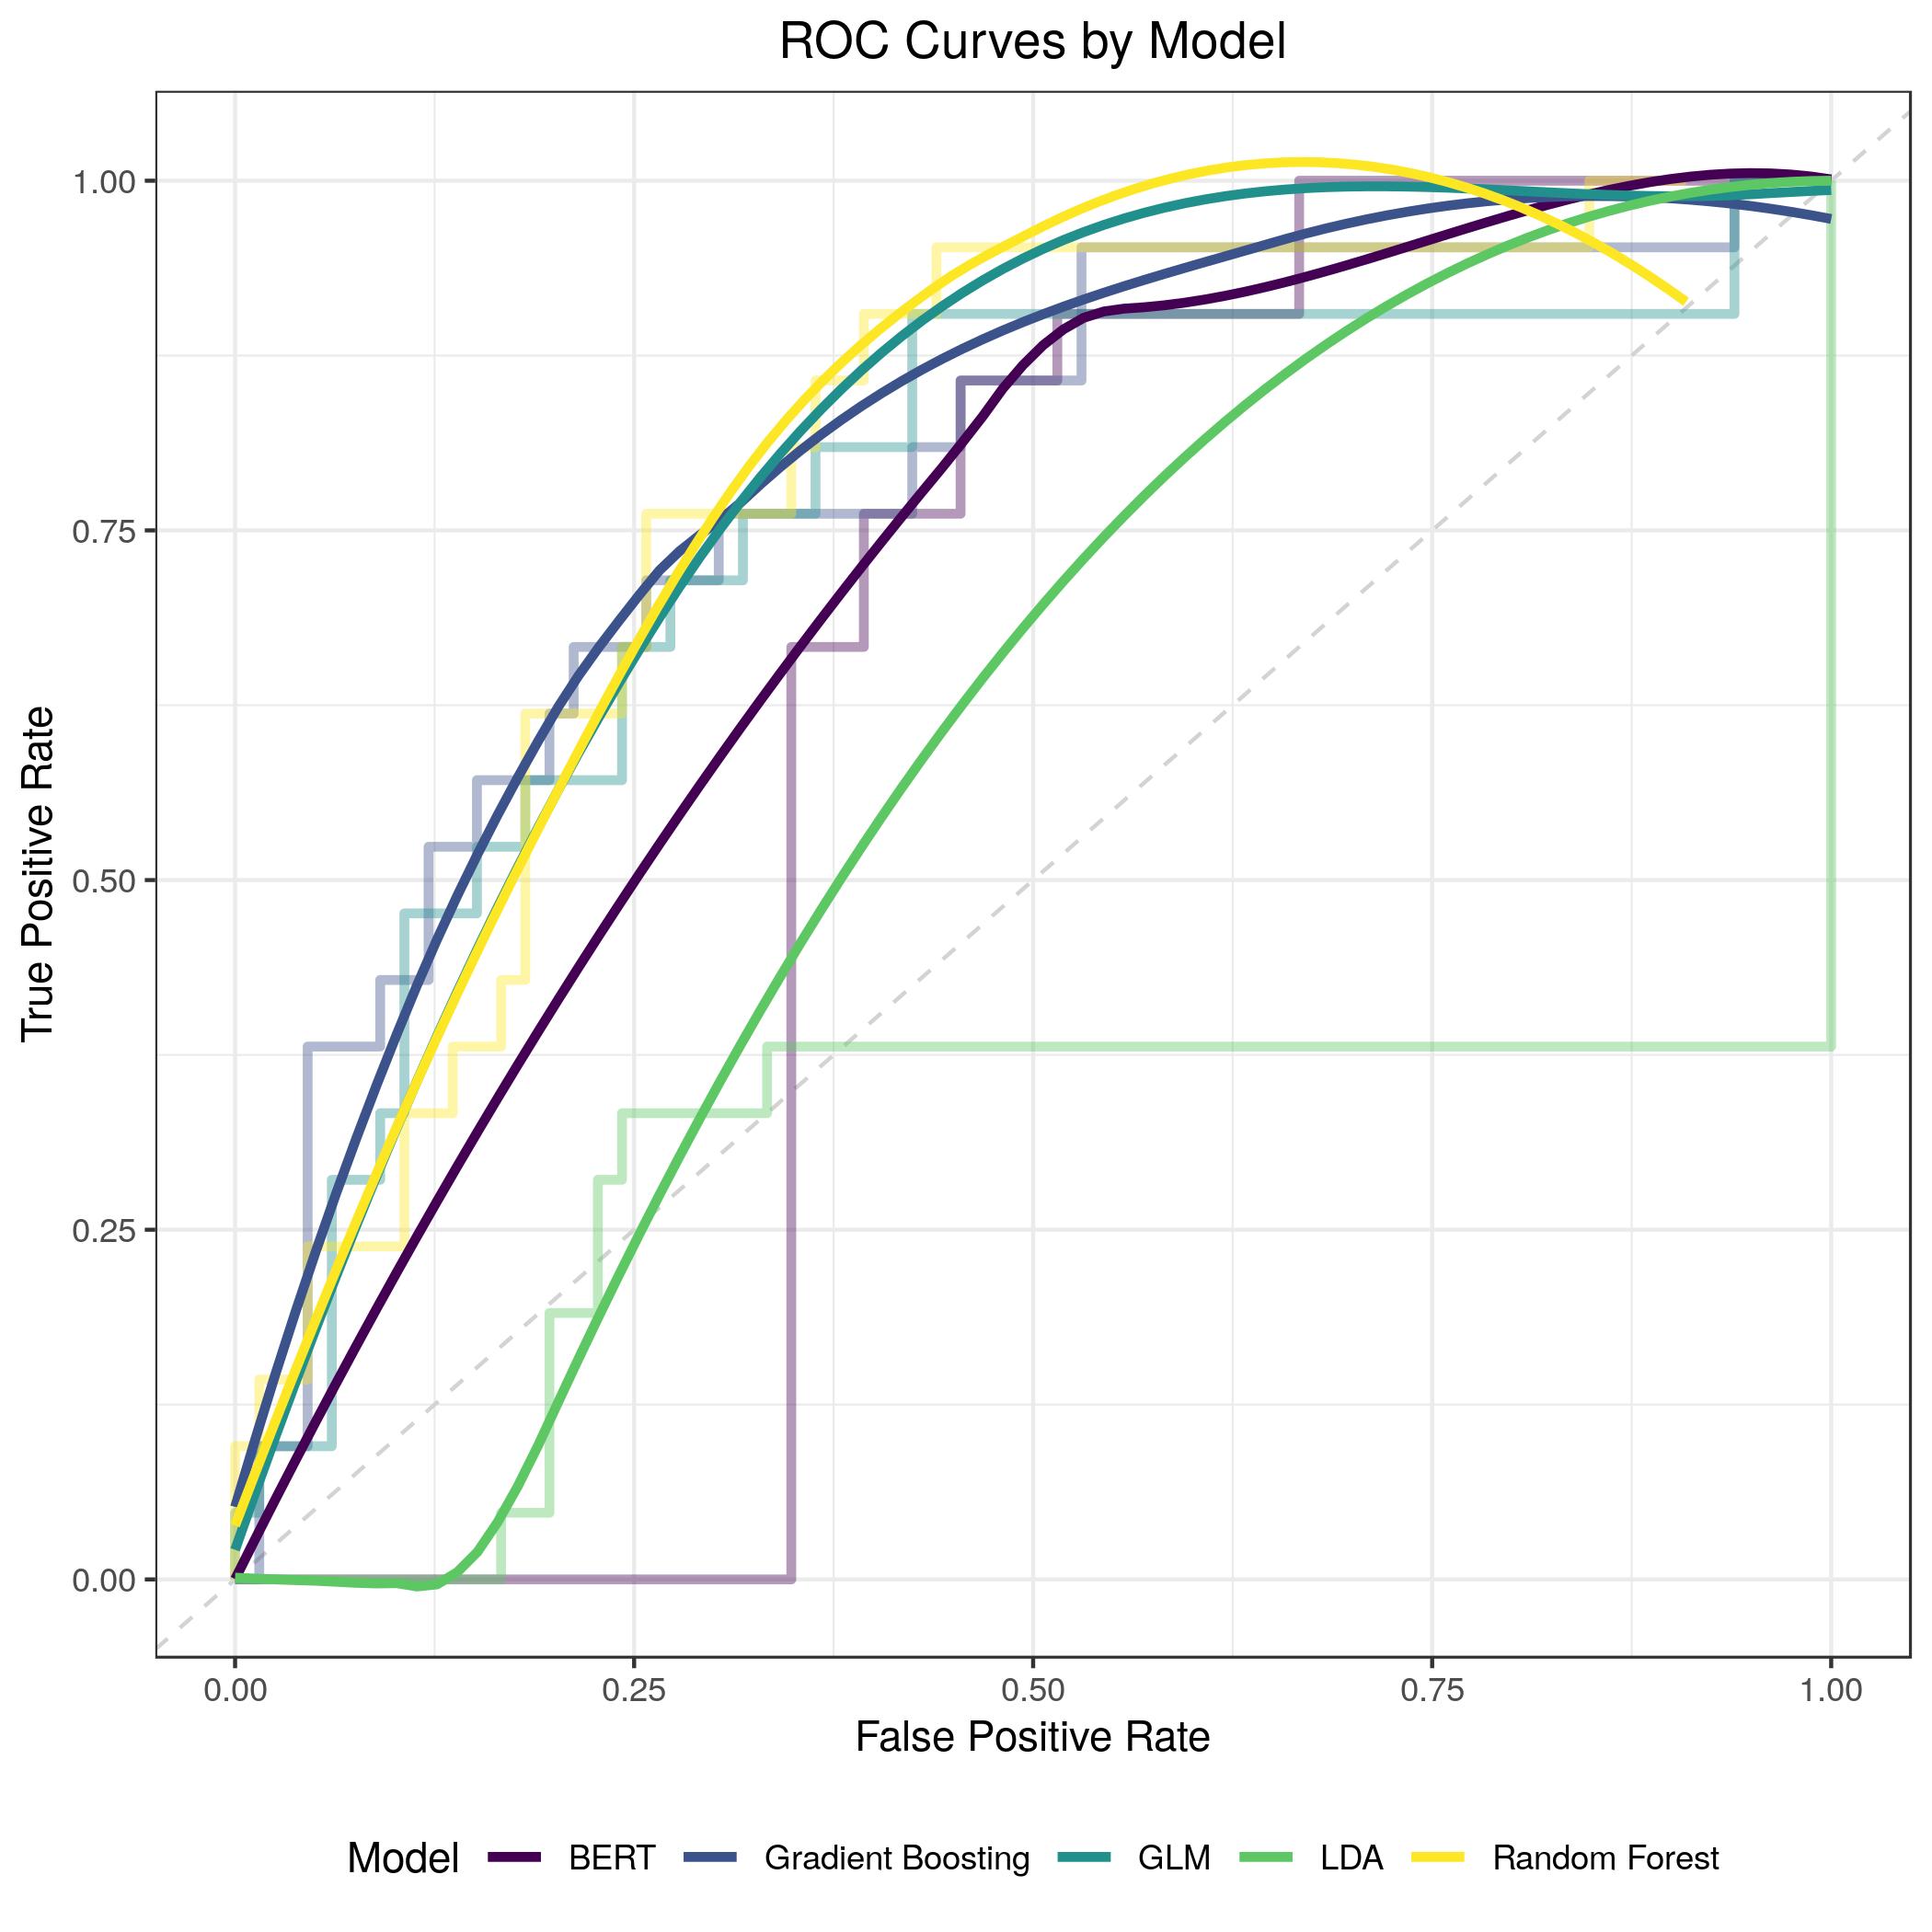 ROC Curves by Model
True Positive Rate
1.00
0.75
0.50
0.25
0.00
0.00 0.25 0.50 0.75 1.00
False Positive Rate
Model BERT Gradient Boosting GLM LDA Random Forest